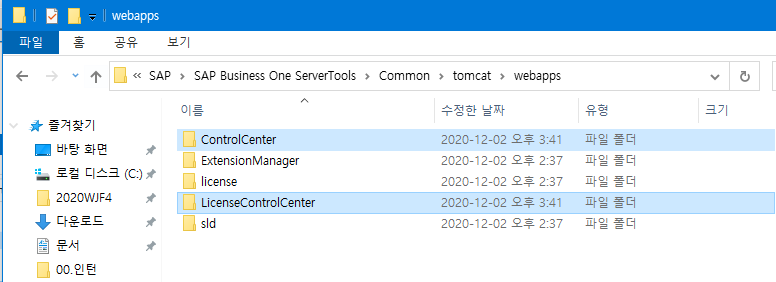 webapps
파일 홈 공유 보기
« SAP > SAP Business One ServerTools > Common > tomcat > webapps
이름 수정한 날짜 유형 크기
즐겨찾기
바탕 화면
로컬 디스크 (C:)
2020WJF4
다운로드
문서
00.인턴
ControlCenter 2020-12-02 오후 3:41 파일 폴더
ExtensionManager 2020-12-02 오후 2:37 파일 폴더
license 2020-12-02 오후 2:37 파일 폴더
LicenseControlCenter 2020-12-02 오후 3:41 파일 폴더
sld 2020-12-02 오후 2:37 파일 폴더